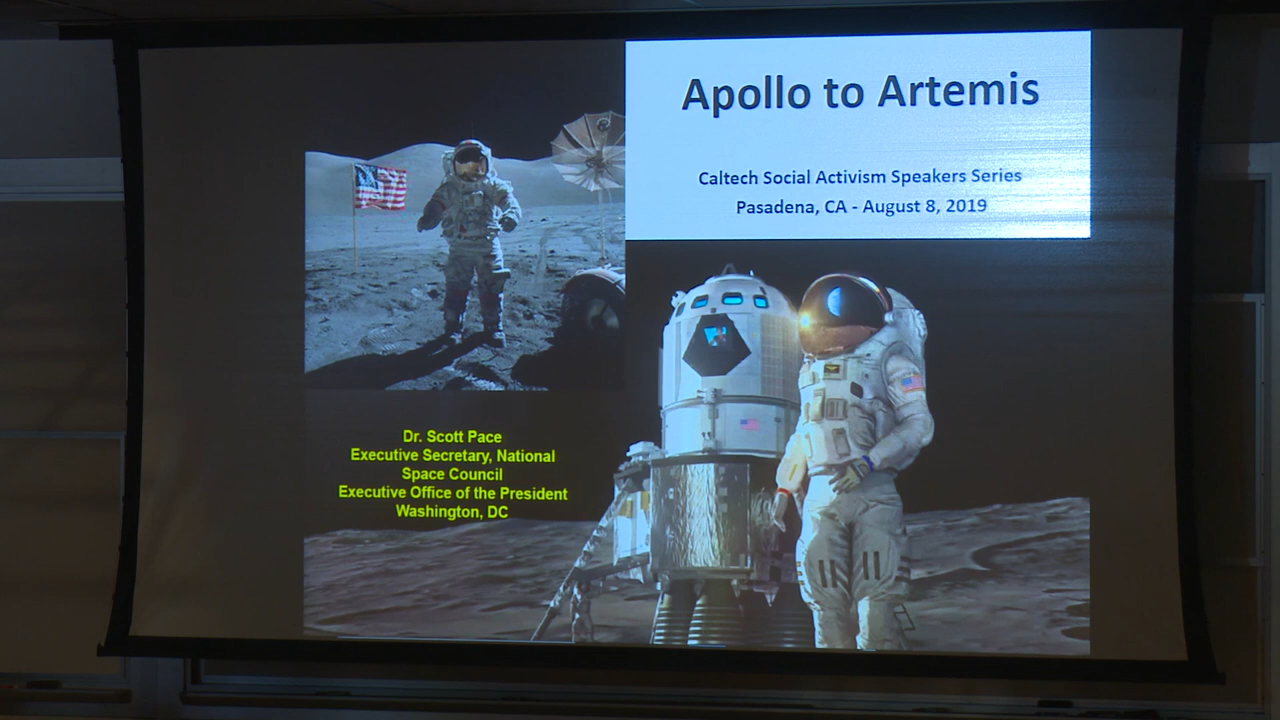 Apollo to Artemis
Caltech Social Activism Speakers Series
Pasadena, CA - August 8, 2019
Dr. Scott Pace
Executive Secretary, National
Space Council
Executive Office of the President
Washington, DC